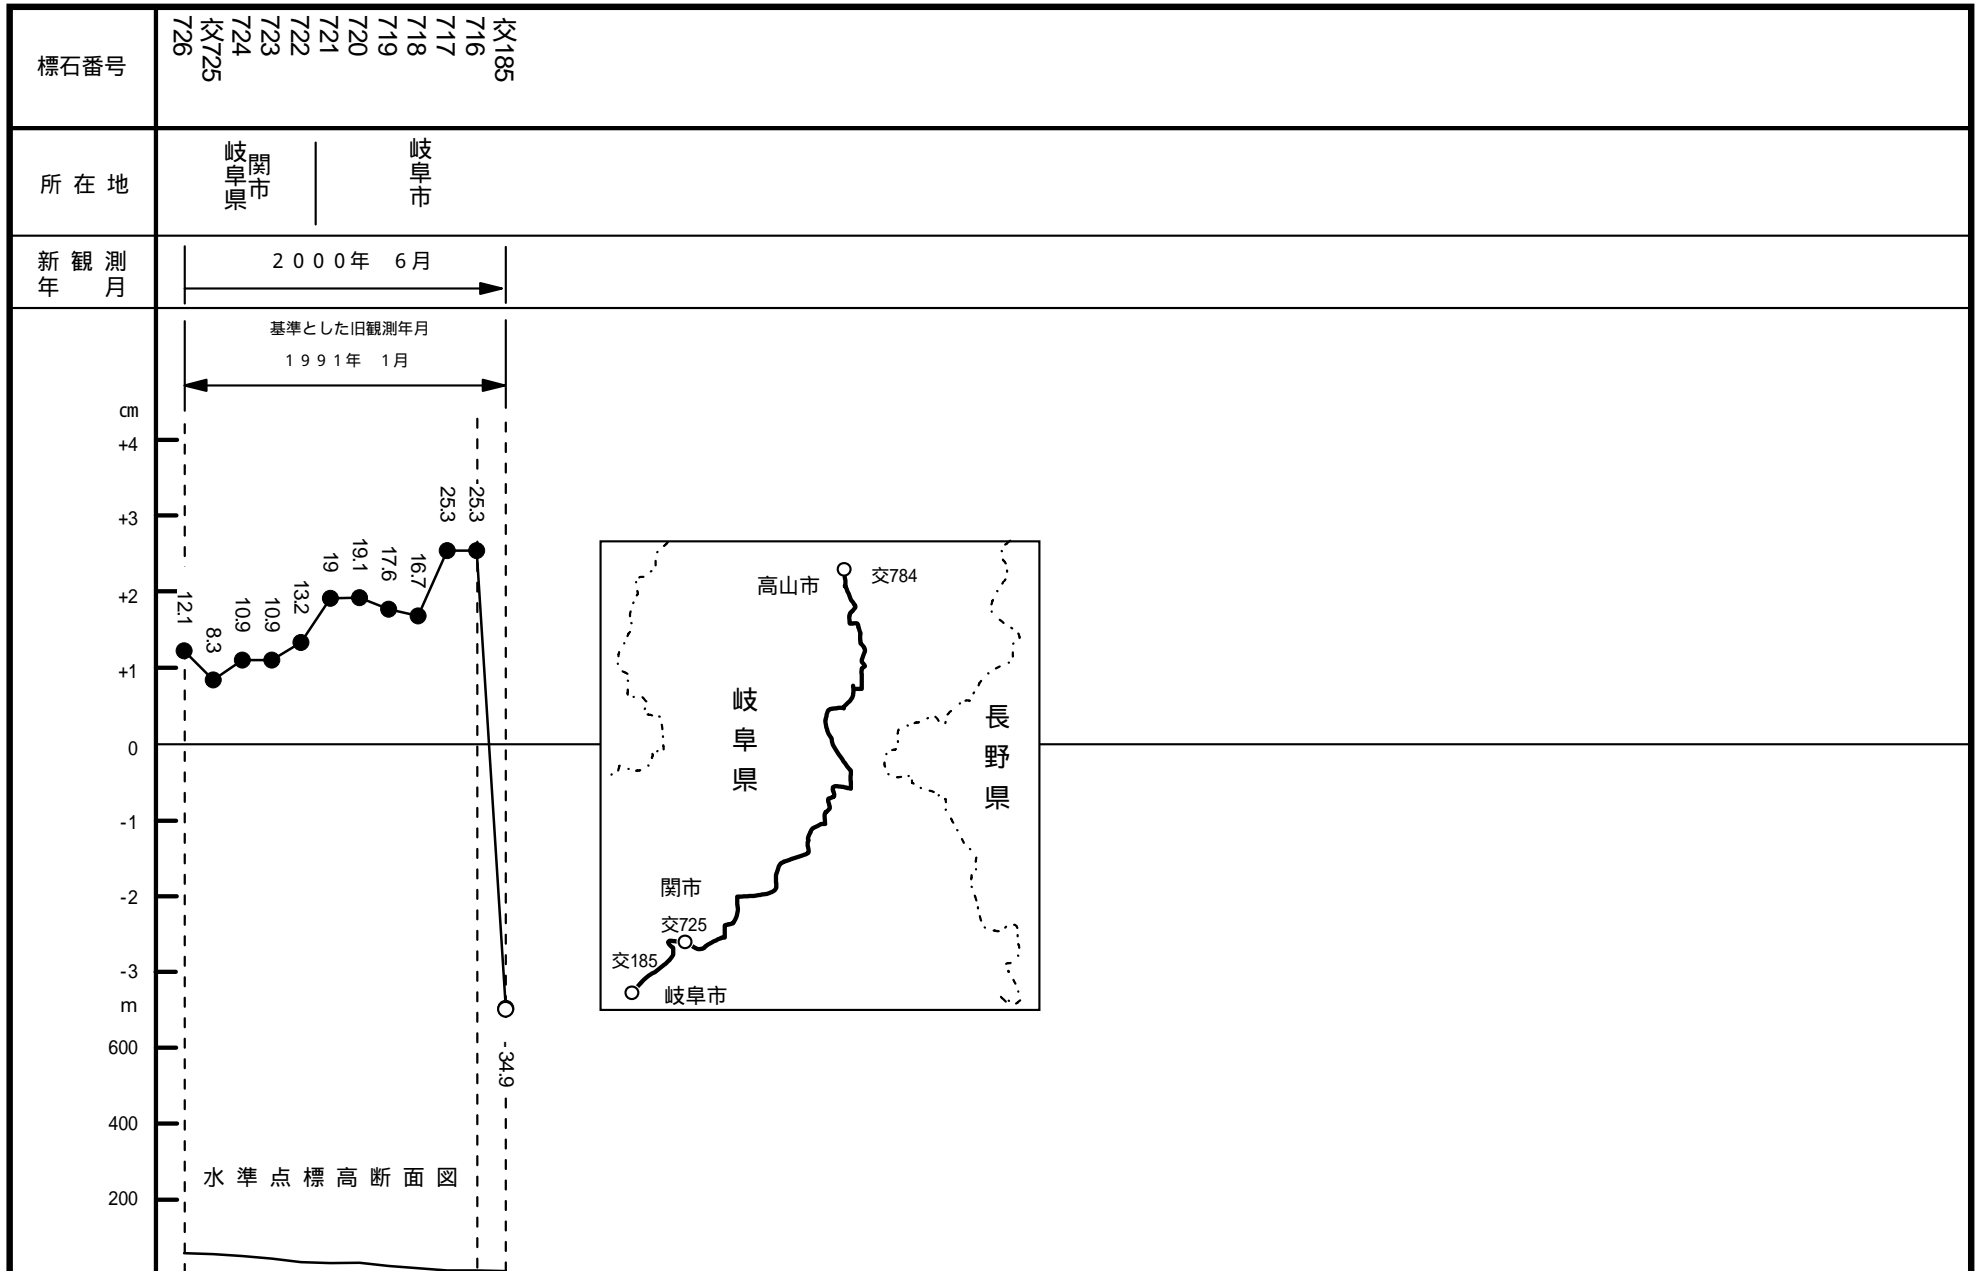 標石番号
726
交725
724
723
722
721
720
719
718
717
716
交185
所 在 地
岐阜県
関市
岐阜市
新 観 測
年 月
2000年 6月
基準とした旧観測年月
1991年 1月
cm
+4
+3
+2
+1
0
-1
-2
-3
m
600
400
200
12.1
8.3
10.9
10.9
13.2
19
19.1
17.6
16.7
25.3
25.3
-34.9
高山市
交784
岐阜県
長野県
関市
交725
交185
岐阜市
水準点標高断面図